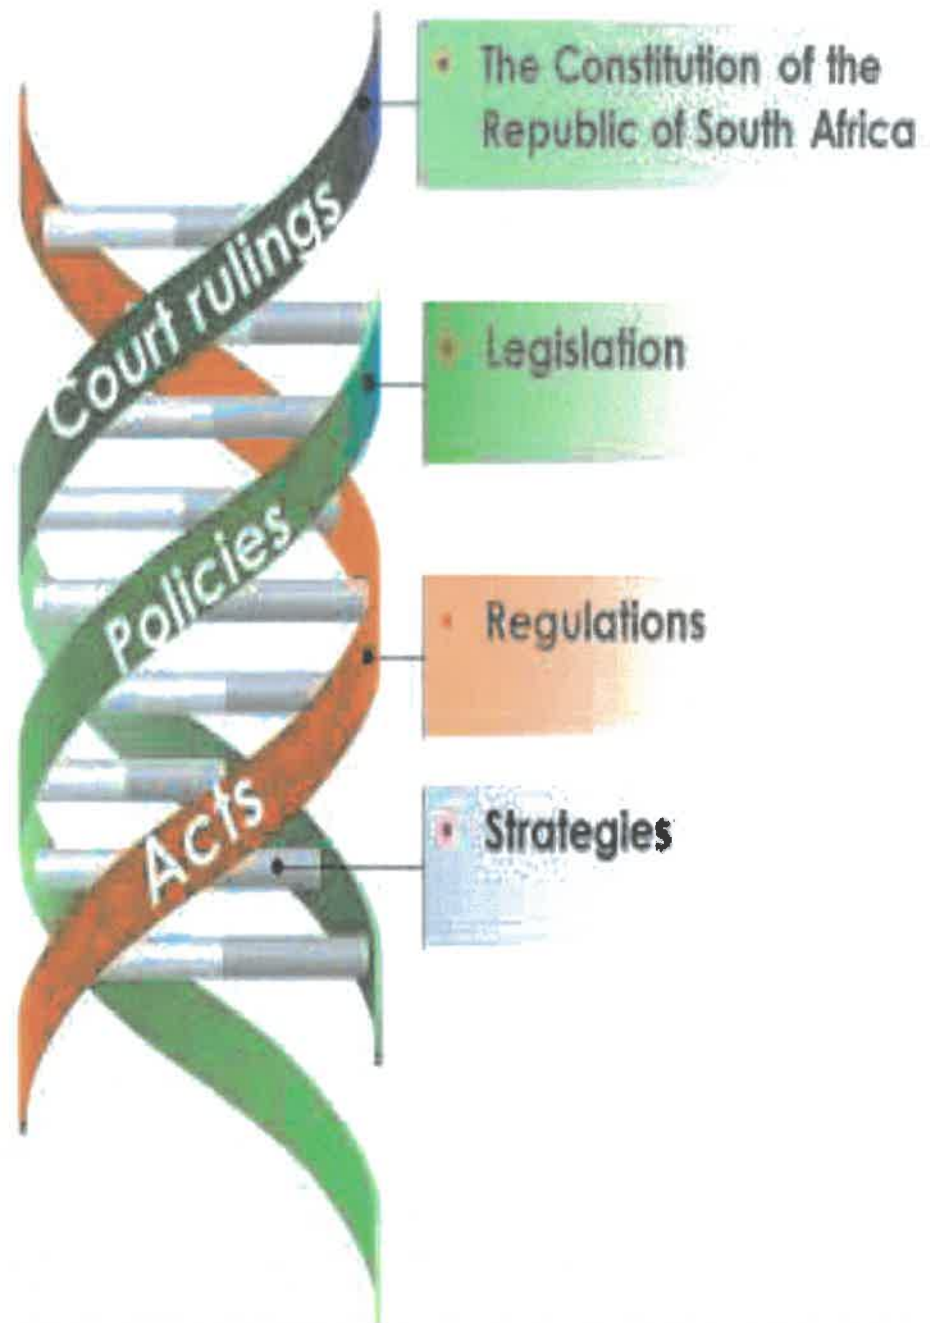 The Constitution of the
Republic of South Africa
Court rulings
Legislation
Policies
Regulations
Acts
Strategies